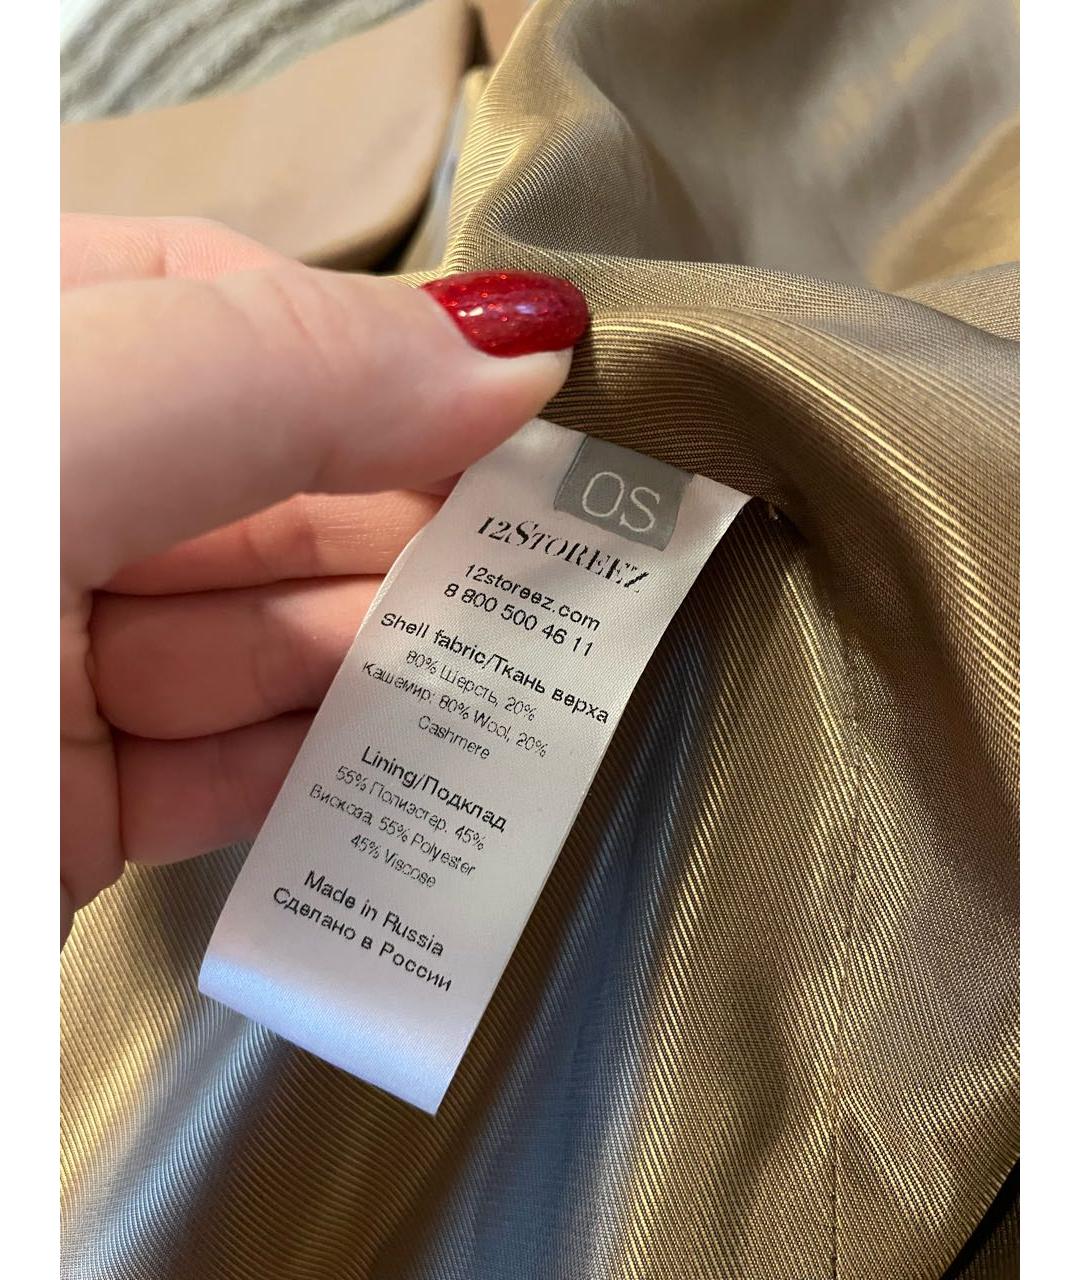 OS
12STOREEZ
12storeez.com
8 800 500 46 11
Shell fabric/Ткань верха
80% Шерсть, 20%
Кашемир; 80% Wool, 20%
Cashmere
Lining/Подклад
55% Полиэстер, 45%
Вискоза; 55% Polyester
45% Viscose
Made in Russia
Сделано в России